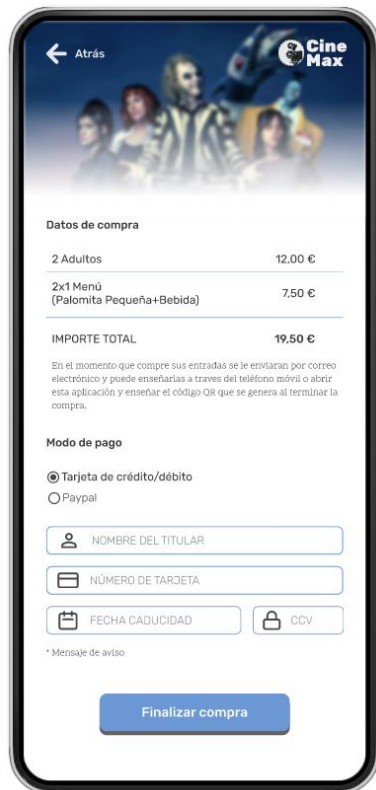 Atrás
Cine
Max
Datos de compra
2 Adultos 12,00 €
2x1 Menú
(Palomita Pequeña+Bebida) 7,50 €
IMPORTE TOTAL 19,50 €
En el momento que compre sus entradas se le enviaran por correo
electrónico y puede enseñarlas a traves del teléfono móvil o abrir
esta aplicación y enseñar el código QR que se genera al terminar la
compra.
Modo de pago
Tarjeta de crédito/débito
Paypal
NOMBRE DEL TITULAR
NÚMERO DE TARJETA
FECHA CADUCIDAD CCV
* Mensaje de aviso
Finalizar compra